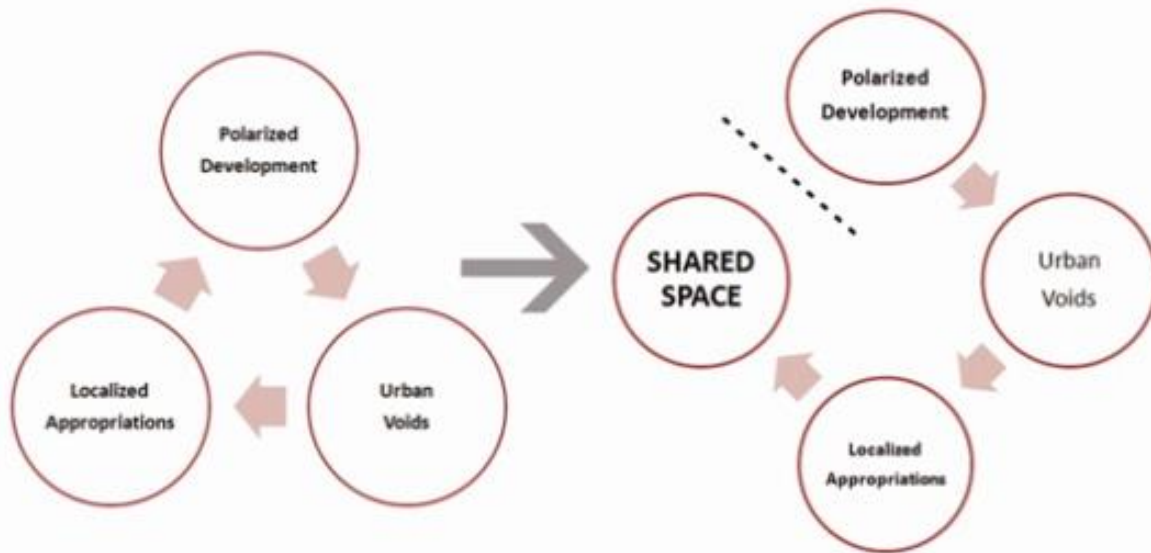 Polarized
Development
Localized
Appropriations
Urban
Voids
Polarized
Development
SHARED
SPACE
Urban
Voids
Localized
Appropriations